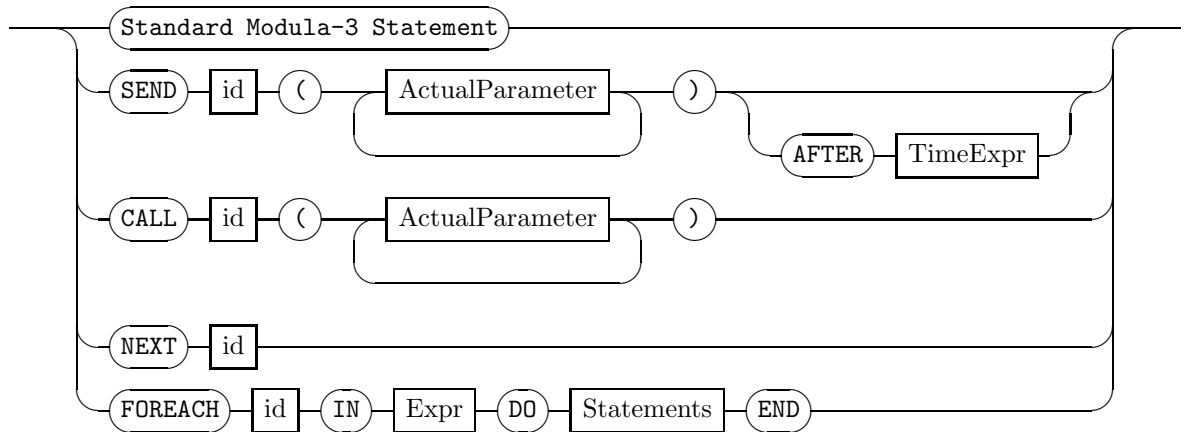 Standard Modula-3 Statement
SEND id ( ActualParameter )
AFTER TimeExpr
CALL id ( ActualParameter )
NEXT id
FOREACH id IN Expr DO Statements END